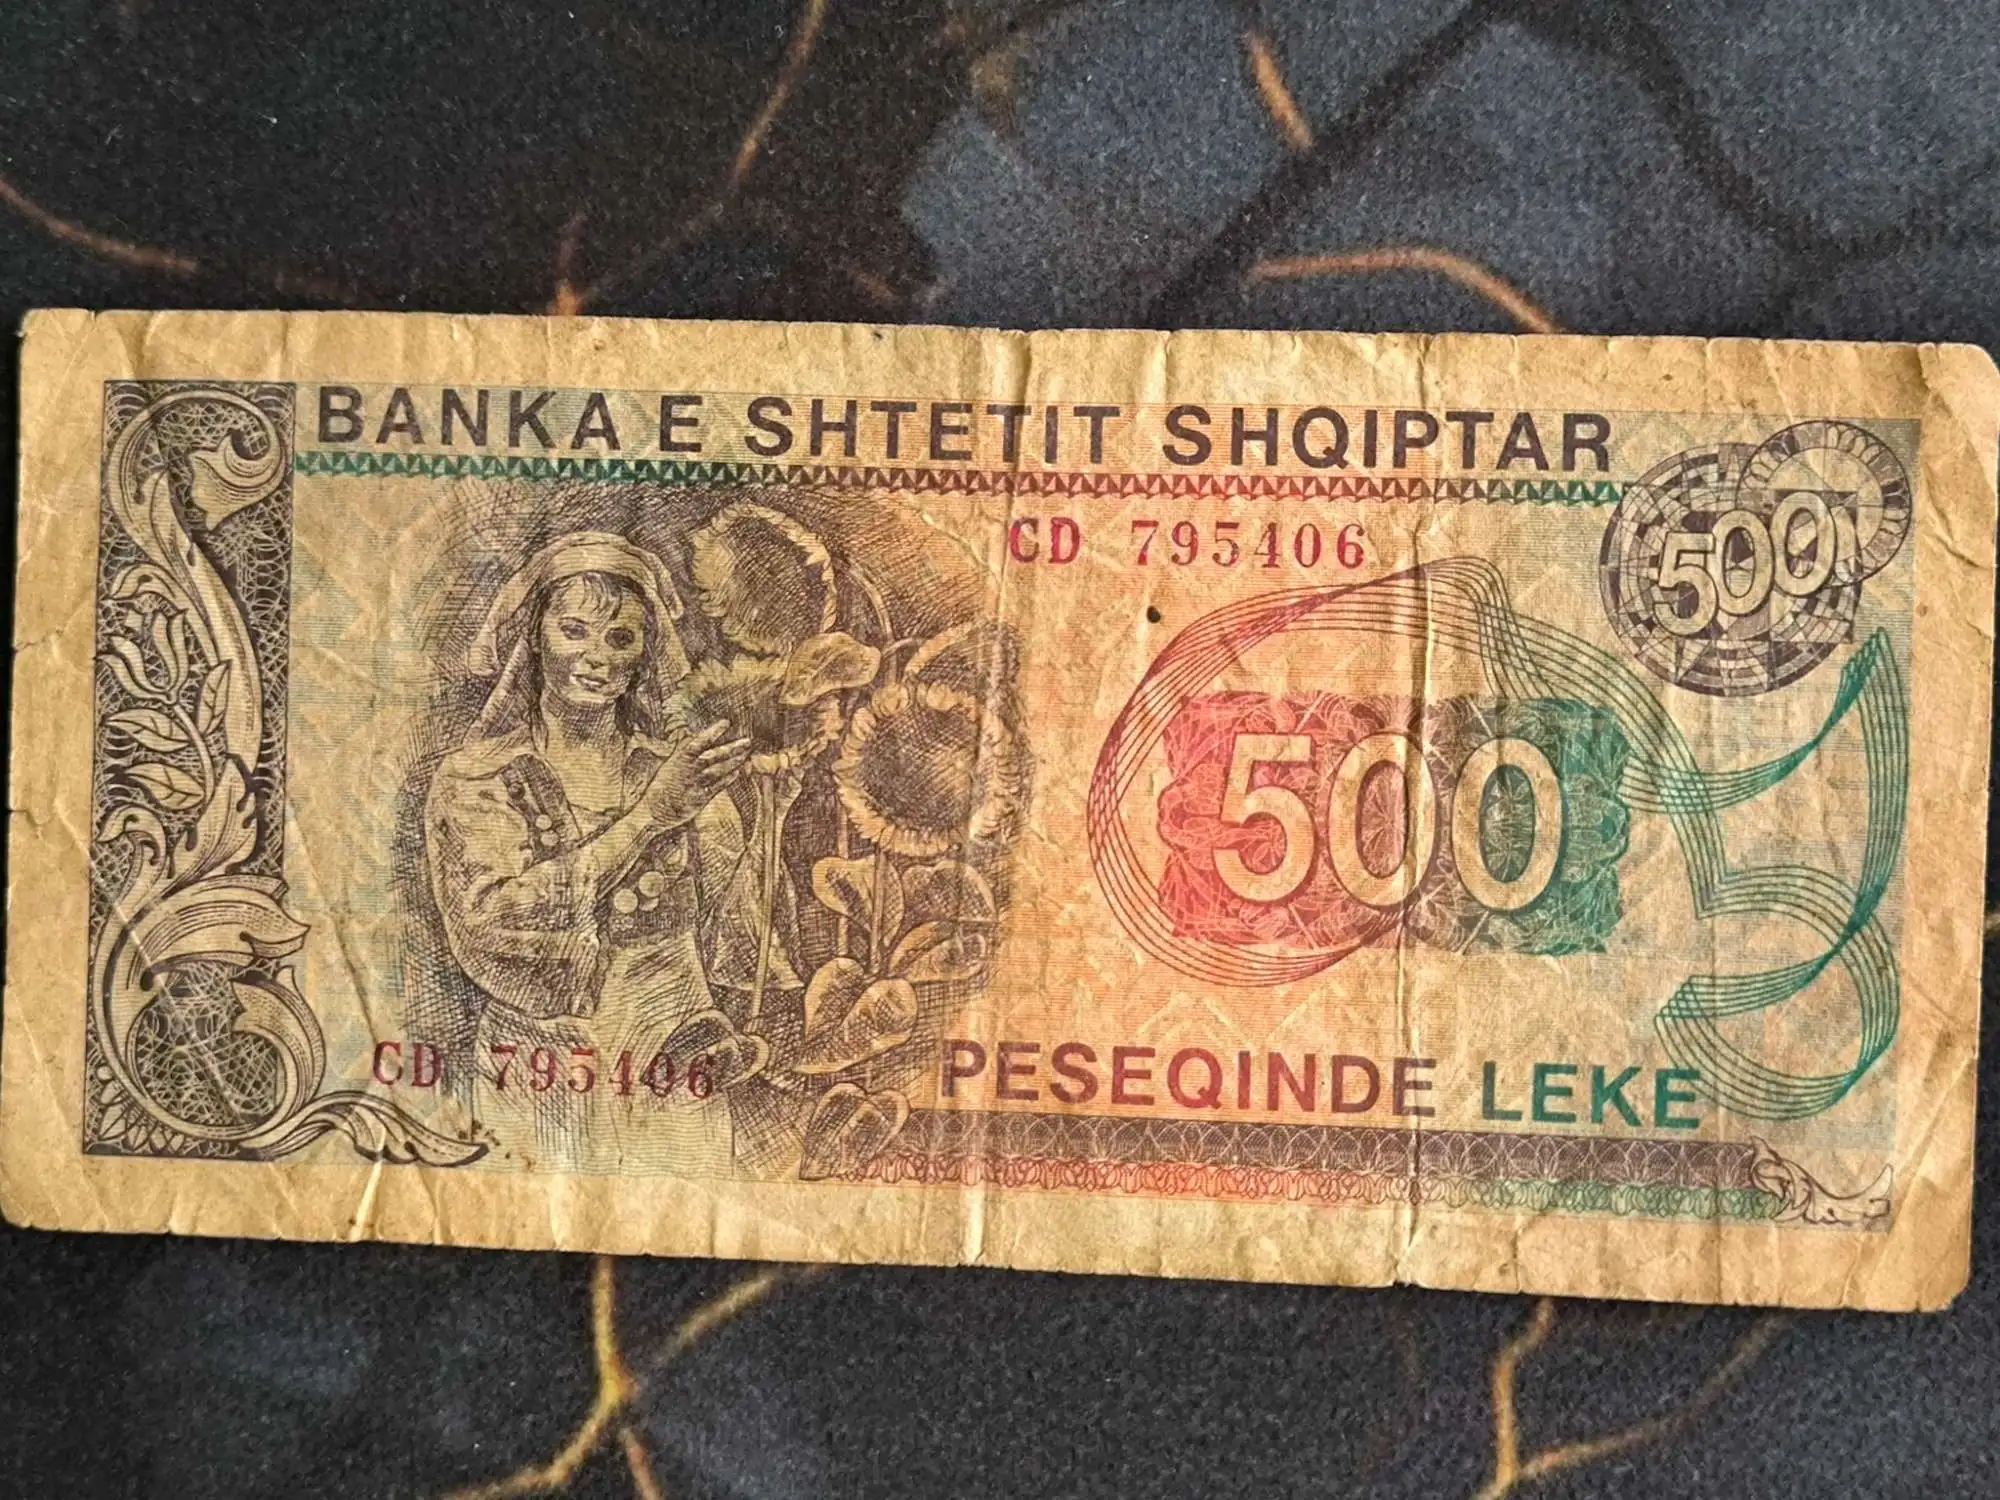 BANKA E SHTETIT SHQIPTAR
500
CD 795406
500
CD 795406
PESEQINDE LEKE